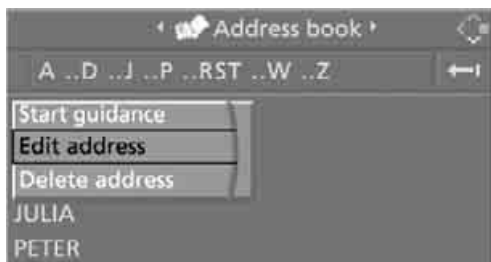 Address book
A ..D ..J ..P ..RST ..W ..Z
Start guidance
Edit address
Delete address
JULIA
PETER